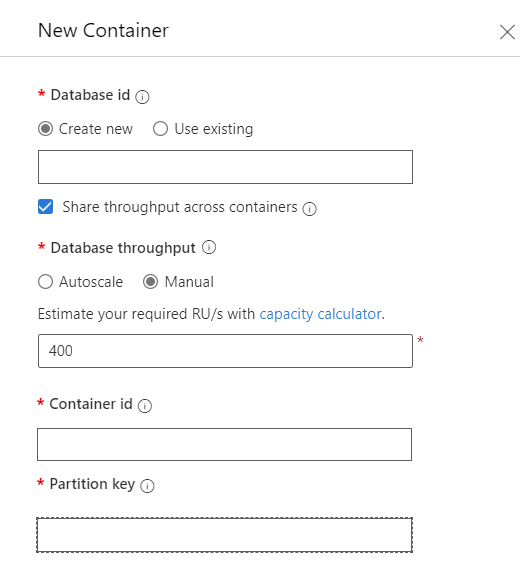 New Container
* Database id
Create new Use existing
Share throughput across containers
* Database throughput
Autoscale Manual
Estimate your required RU/s with capacity calculator.
400 *
* Container id
* Partition key